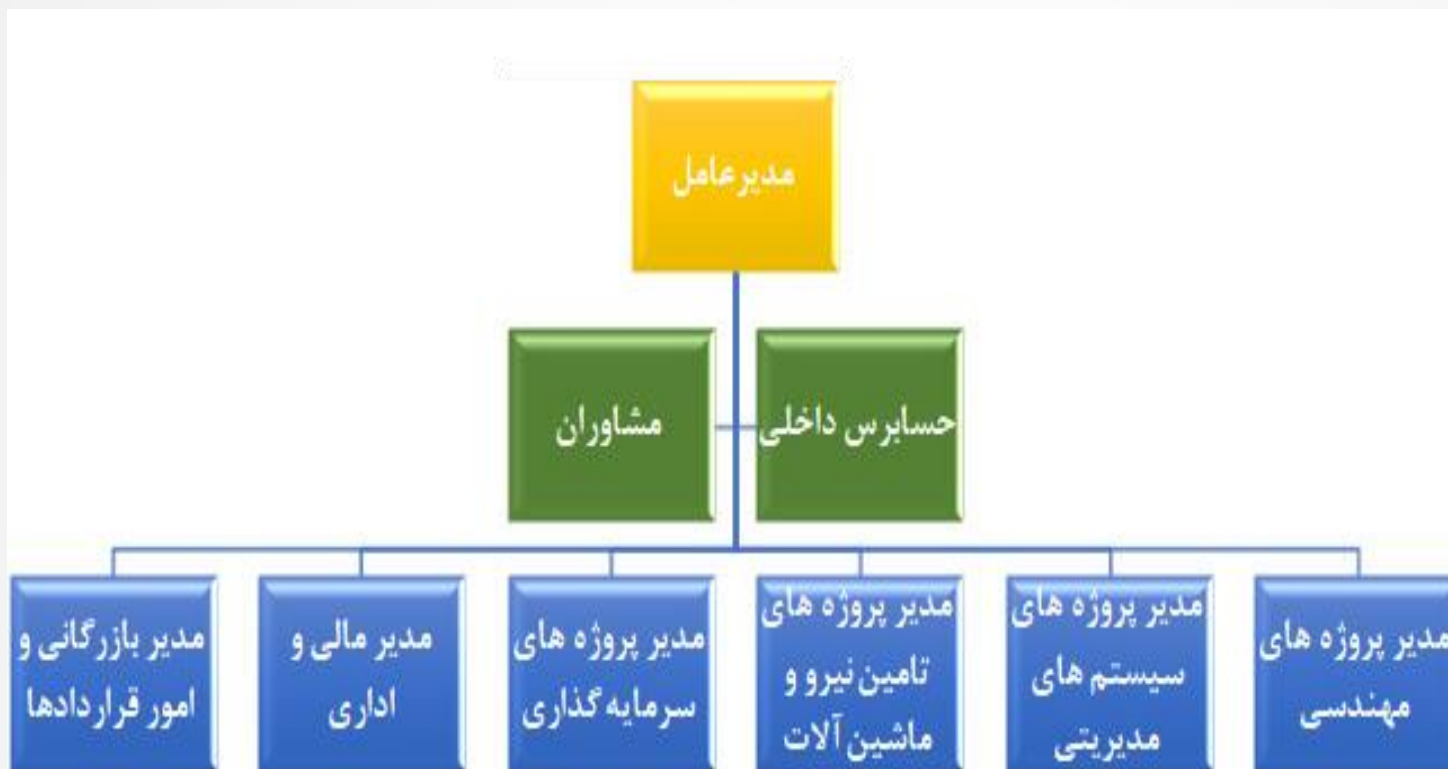 مدیرعامل
حسابرس داخلی
مشاوران
مدیر پروژه های
مهندسی
مدیر پروژه های
سیستم های
مدیریتی
مدیر پروژه های
تامین نیرو و
ماشین آلات
مدیر پروژه های
سرمایه گذاری
مدیر مالی و
اداری
مدیر بازرگانی و
امور قراردادها